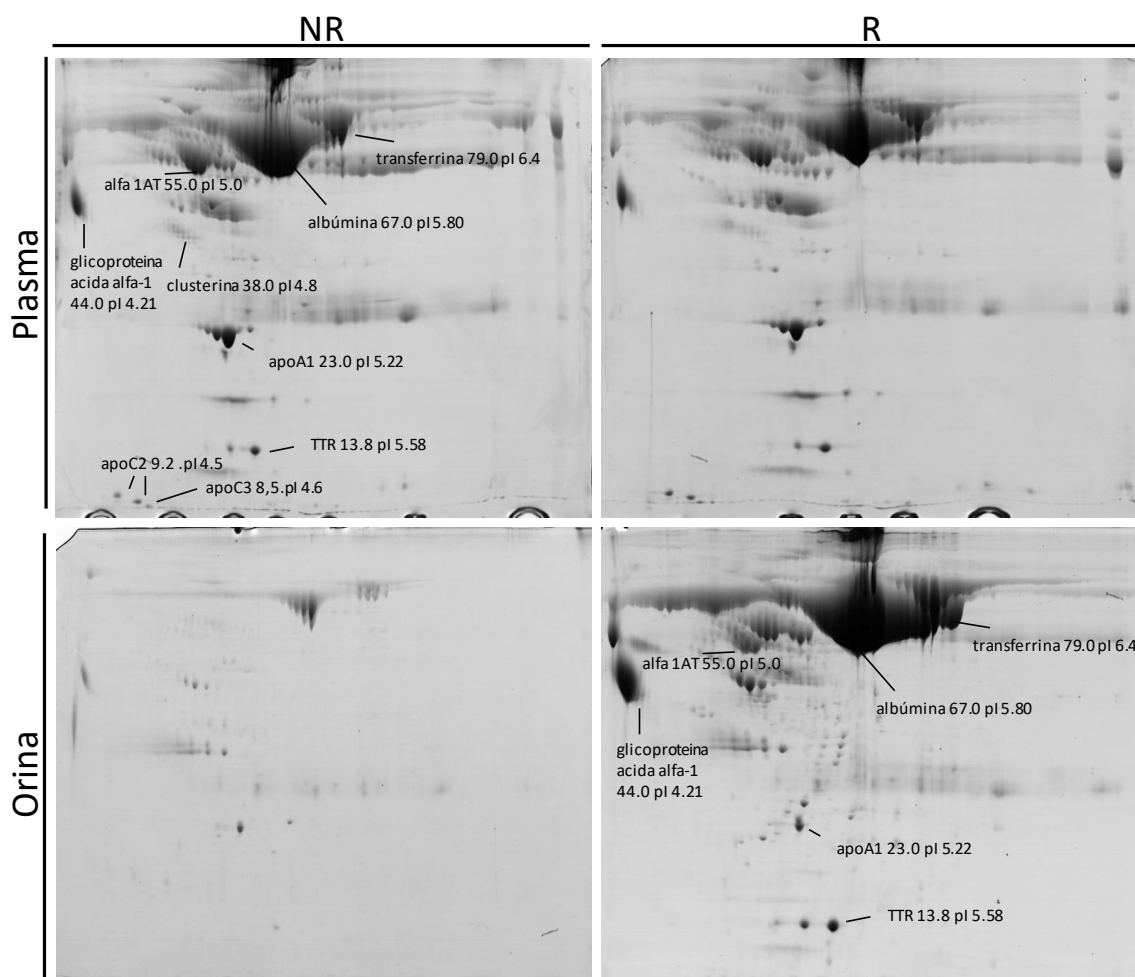 NR
R
Plasma
transferrina 79.0 pI 6.4
alfa 1AT 55.0 pI 5.0
albúmina 67.0 pI 5.80
glicoproteina
acida alfa-1
44.0 pI 4.21
clusterina 38.0 pI 4.8
apoA1 23.0 pI 5.22
TTR 13.8 pI 5.58
apoC2 9.2 .pI 4.5
apoC3 8,5.pI 4.6
Orina
transferrina 79.0 pI 6.4
alfa 1AT 55.0 pI 5.0
albúmina 67.0 pI 5.80
glicoproteina
acida alfa-1
44.0 pI 4.21
apoA1 23.0 pI 5.22
TTR 13.8 pI 5.58